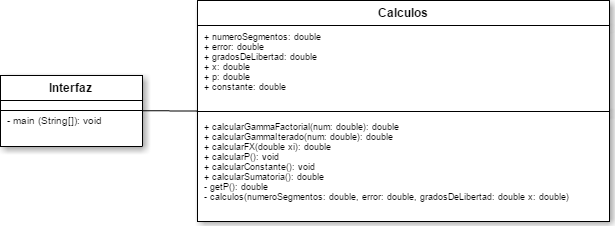 Interfaz
- main (String[]): void
Calculos
+ numeroSegmentos: double
+ error: double
+ gradosDeLibertad: double
+ x: double
+ p: double
+ constante: double
+ calcularGammaFactorial(num: double): double
+ calcularGammaIterado(num: double): double
+ calcularFX(double xi): double
+ calcularP(): void
+ calcularConstante(): void
+ calcularSumatoria(): double
- getP(): double
- calculos(numeroSegmentos: double, error: double, gradosDeLibertad: double x: double)